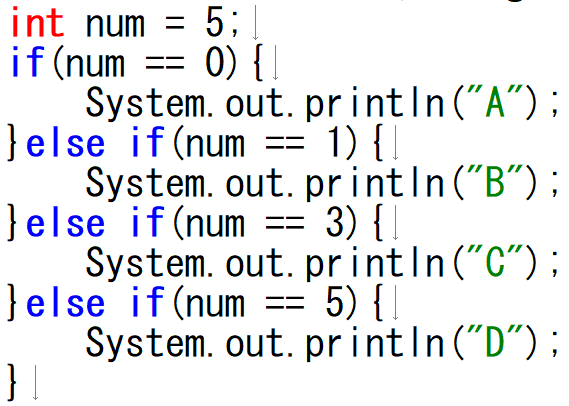 int num = 5;↓
if(num == 0){↓
    System.out.println("A");
}else if(num == 1){↓
    System.out.println("B");
}else if(num == 3){↓
    System.out.println("C");
}else if(num == 5){↓
    System.out.println("D");
}↓